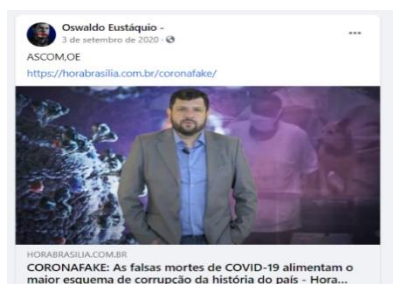 Oswaldo Eustáquio -
3 de setembro de 2020 ·
ASCOM,OE
https://horabrasilia.com.br/coronafake/
HORABRASILIA.COM.BR
CORONAFAKE: As falsas mortes de COVID-19 alimentam o
maior esquema de corrupção da história do país - Hora...